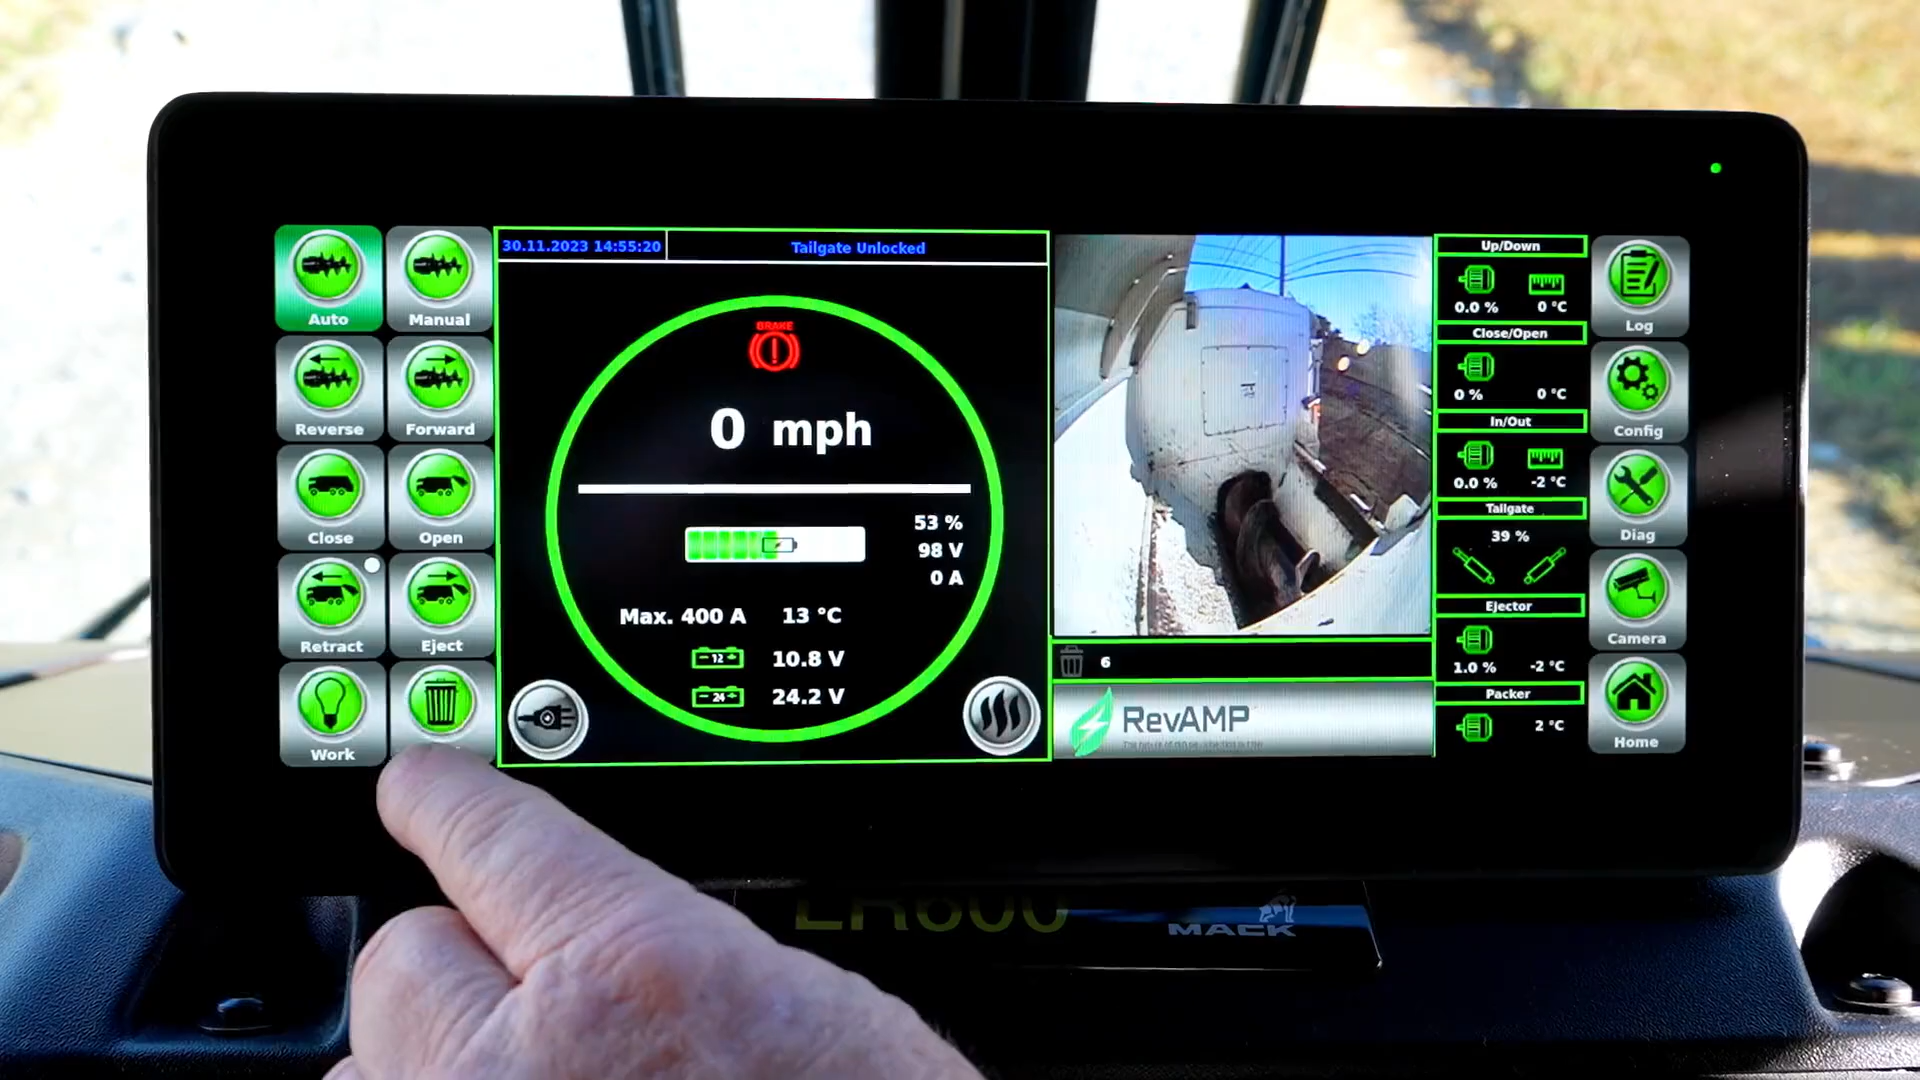 Auto
Manual
Reverse
Forward
Close
Open
Retract
Eject
Work
30.11.2023 14:55:20
Tailgate Unlocked
BRAKE
0 mph
53 %
98 V
0 A
Max. 400 A 13 °C
12 10.8 V
24 24.2 V
6
RevAMP
Up/Down
0.0 % 0 °C
Close/Open
0 % 0 °C
In/Out
0.0 % -2 °C
Tailgate
39 %
Ejector
1.0 % -2 °C
Packer
2 °C
Log
Config
Diag
Camera
Home
LR600
MACK